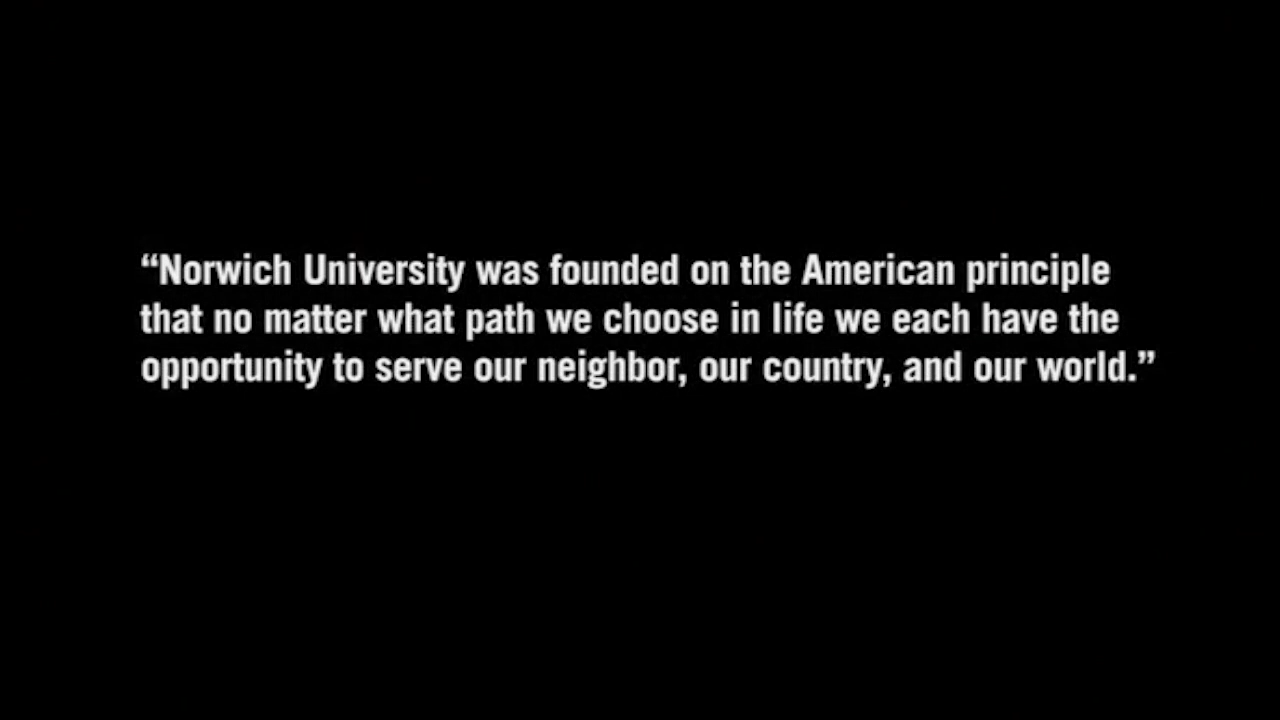 “Norwich University was founded on the American principle
that no matter what path we choose in life we each have the
opportunity to serve our neighbor, our country, and our world.”